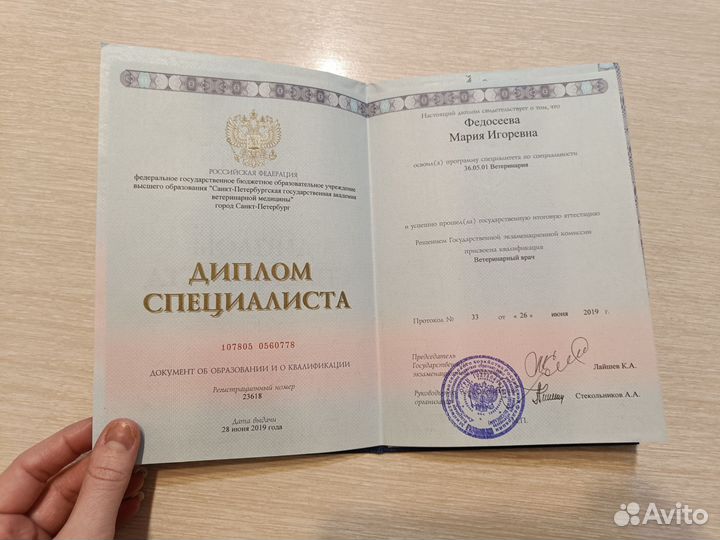 РОССИЙСКАЯ ФЕДЕРАЦИЯ
федеральное государственное бюджетное образовательное учреждение
высшего образования "Санкт-Петербургская государственная академия
ветеринарной медицины"
город Санкт-Петербург
ДИПЛОМ
СПЕЦИАЛИСТА
107805 0560778
ДОКУМЕНТ ОБ ОБРАЗОВАНИИ И О КВАЛИФИКАЦИИ
Регистрационный номер
23618
Дата выдачи
28 июня 2019 года
Настоящий диплом свидетельствует о том, что
Федосеева
Мария Игоревна
освоил(а) программу специалитета по специальности
36.05.01 Ветеринария
и успешно прошел(ла) государственную итоговую аттестацию
Решением Государственной экзаменационной комиссии
присвоена квалификация
Ветеринарный врач
Протокол № 33 от « 26 » июня 2019 г.
Председатель
Государственной
экзаменационной
Лайшев К.А.
Руководитель
организации
Стекольников А.А.
М.П.
Avito